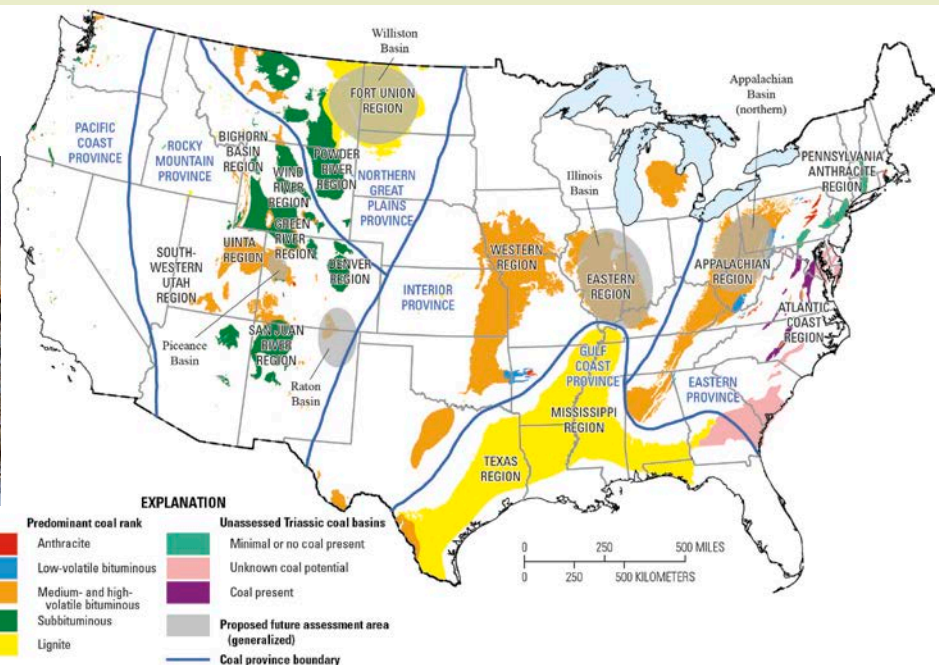 Williston
Basin
FORT UNION
REGION
Appalachian
Basin
(northern)
PACIFIC
COAST
PROVINCE
ROCKY
MOUNTAIN
PROVINCE
BIGHORN
BASIN
REGION
POWDER
RIVER
REGION
WIND
RIVER
REGION
NORTHERN
GREAT
PLAINS
PROVINCE
PENNSYLVANIA
ANTHRACITE
REGION
Illinois
Basin
GREEN
RIVER
REGION
UINTA
REGION
SOUTH-
WESTERN
UTAH
REGION
DENVER
REGION
WESTERN
REGION
EASTERN
REGION
APPALACHIAN
REGION
INTERIOR
PROVINCE
ATLANTIC
COAST
REGION
Piceance
Basin
SAN JUAN
RIVER
REGION
Raton
Basin
GULF
COAST
PROVINCE
EASTERN
PROVINCE
MISSISSIPPI
REGION
TEXAS
REGION
EXPLANATION
Predominant coal rank
Anthracite
Low-volatile bituminous
Medium- and high-
volatile bituminous
Subbituminous
Lignite
Unassessed Triassic coal basins
Minimal or no coal present
Unknown coal potential
Coal present
Proposed future assessment area
(generalized)
Coal province boundary
0 250 500 MILES
0 250 500 KILOMETERS